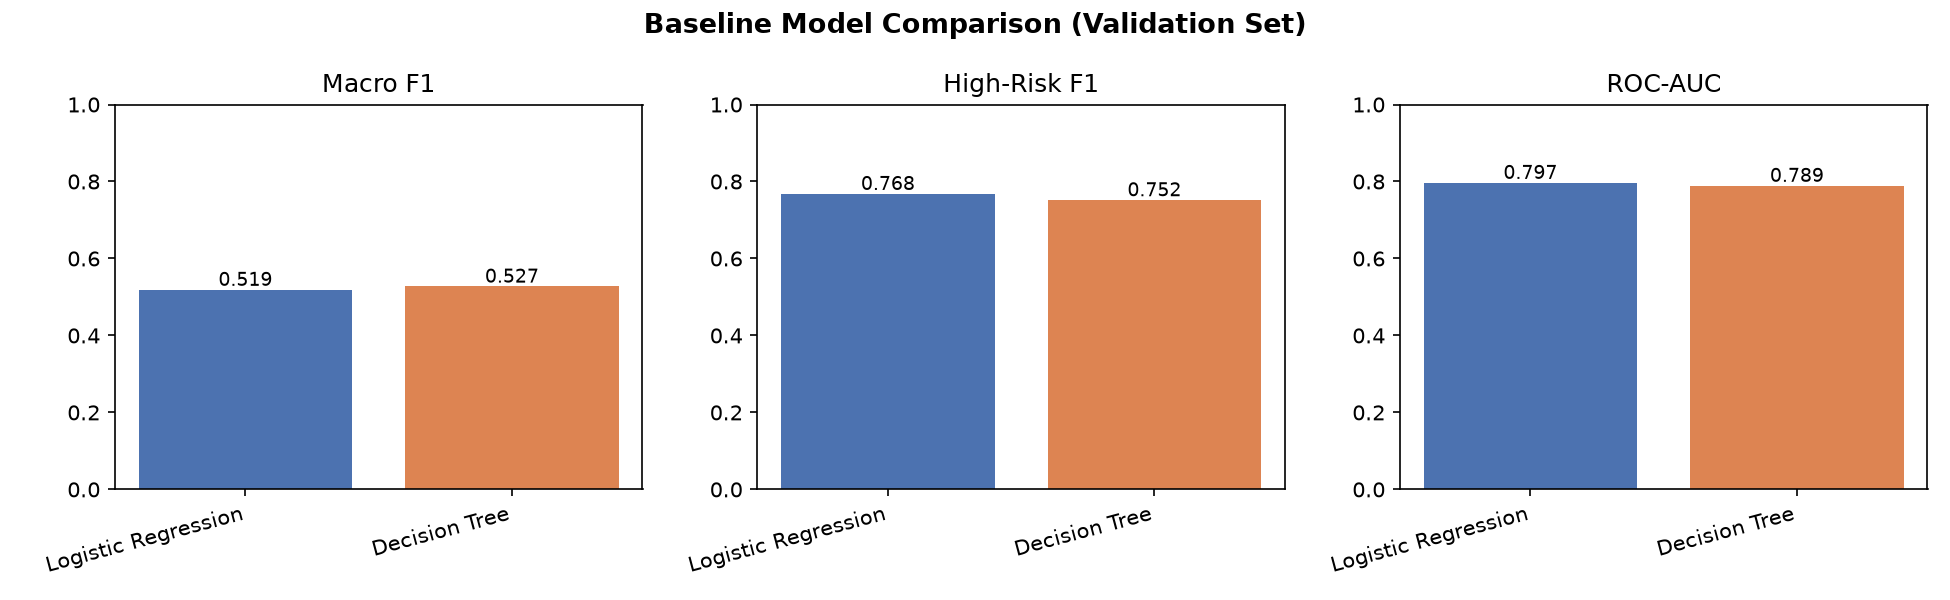 Baseline Model Comparison (Validation Set)
Macro F1
1.0
0.8
0.6
0.4
0.2
0.0
0.519
0.527
Logistic Regression
Decision Tree
High-Risk F1
1.0
0.8
0.6
0.4
0.2
0.0
0.768
0.752
Logistic Regression
Decision Tree
ROC-AUC
1.0
0.8
0.6
0.4
0.2
0.0
0.797
0.789
Logistic Regression
Decision Tree